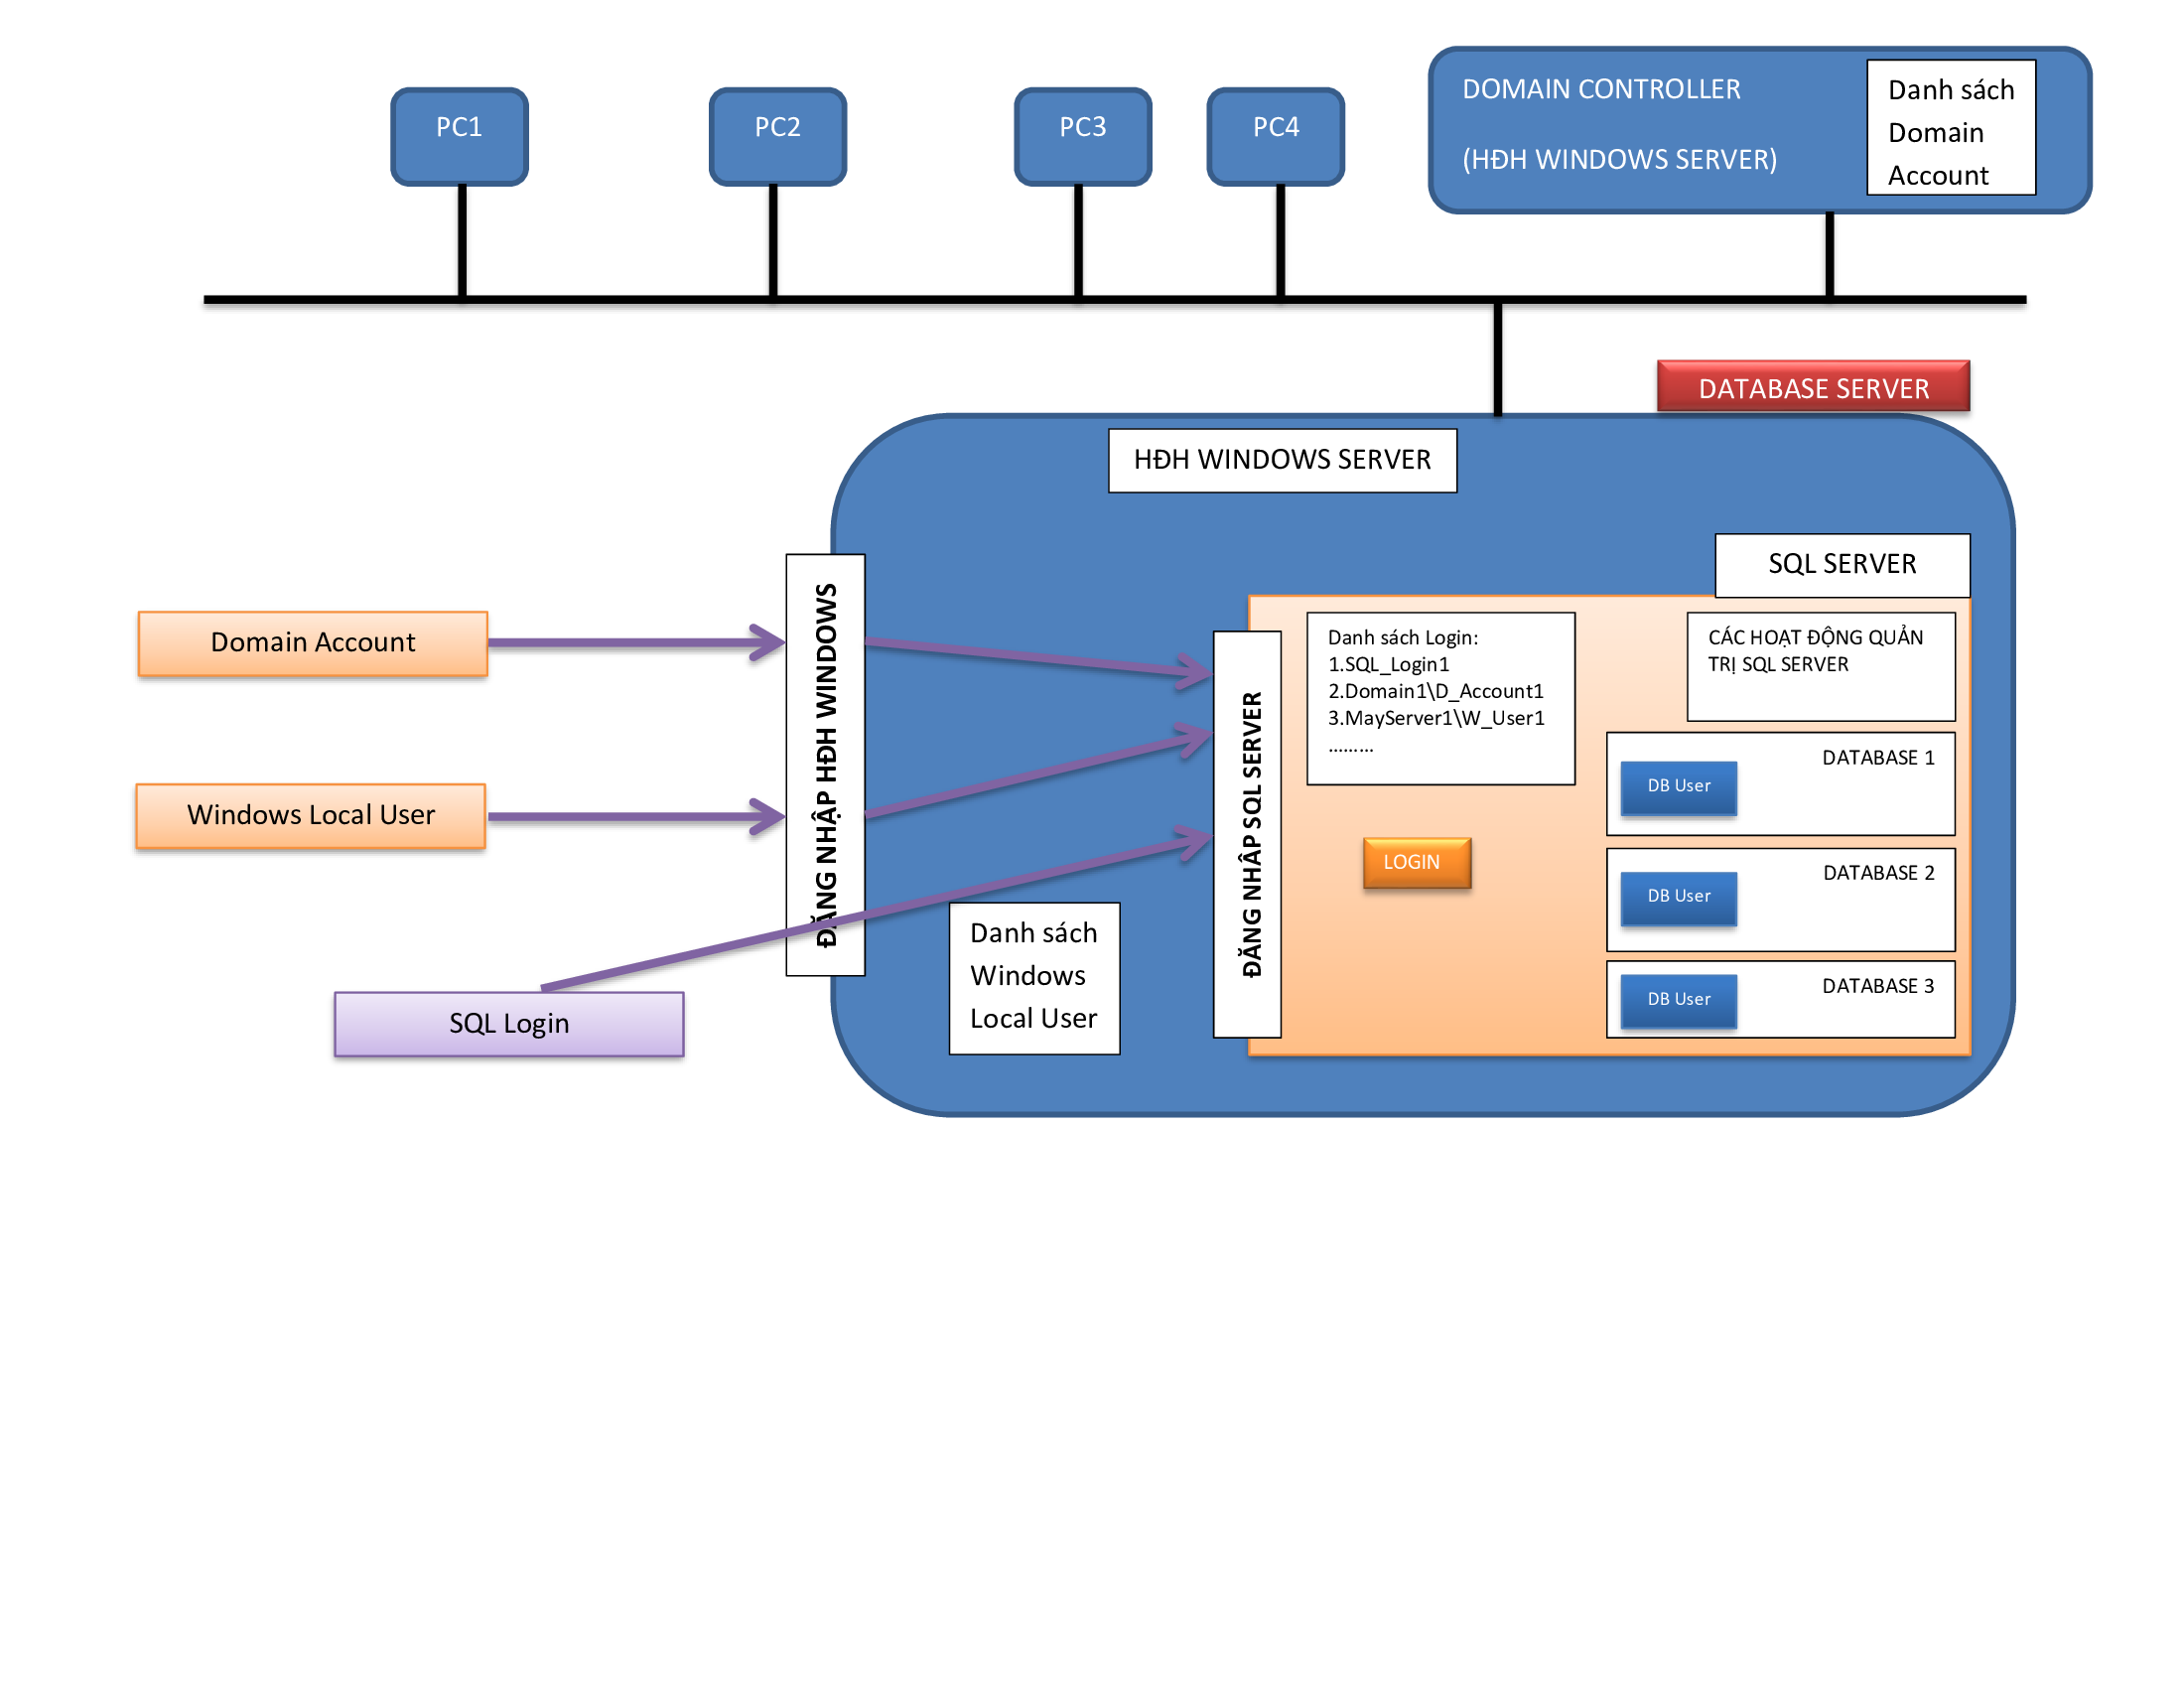 PC1
PC2
PC3
PC4
DOMAIN CONTROLLER
(HĐH WINDOWS SERVER)
Danh sách
Domain
Account
DATABASE SERVER
HĐH WINDOWS SERVER
SQL SERVER
ĐĂNG NHẬP HĐH WINDOWS
Domain Account
Windows Local User
SQL Login
Danh sách
Windows
Local User
ĐĂNG NHÂP SQL SERVER
Danh sách Login:
1.SQL_Login1
2.Domain1\D_Account1
3.MayServer1\W_User1
.........
LOGIN
CÁC HOẠT ĐỘNG QUẢN
TRỊ SQL SERVER
DATABASE 1
DB User
DATABASE 2
DB User
DATABASE 3
DB User